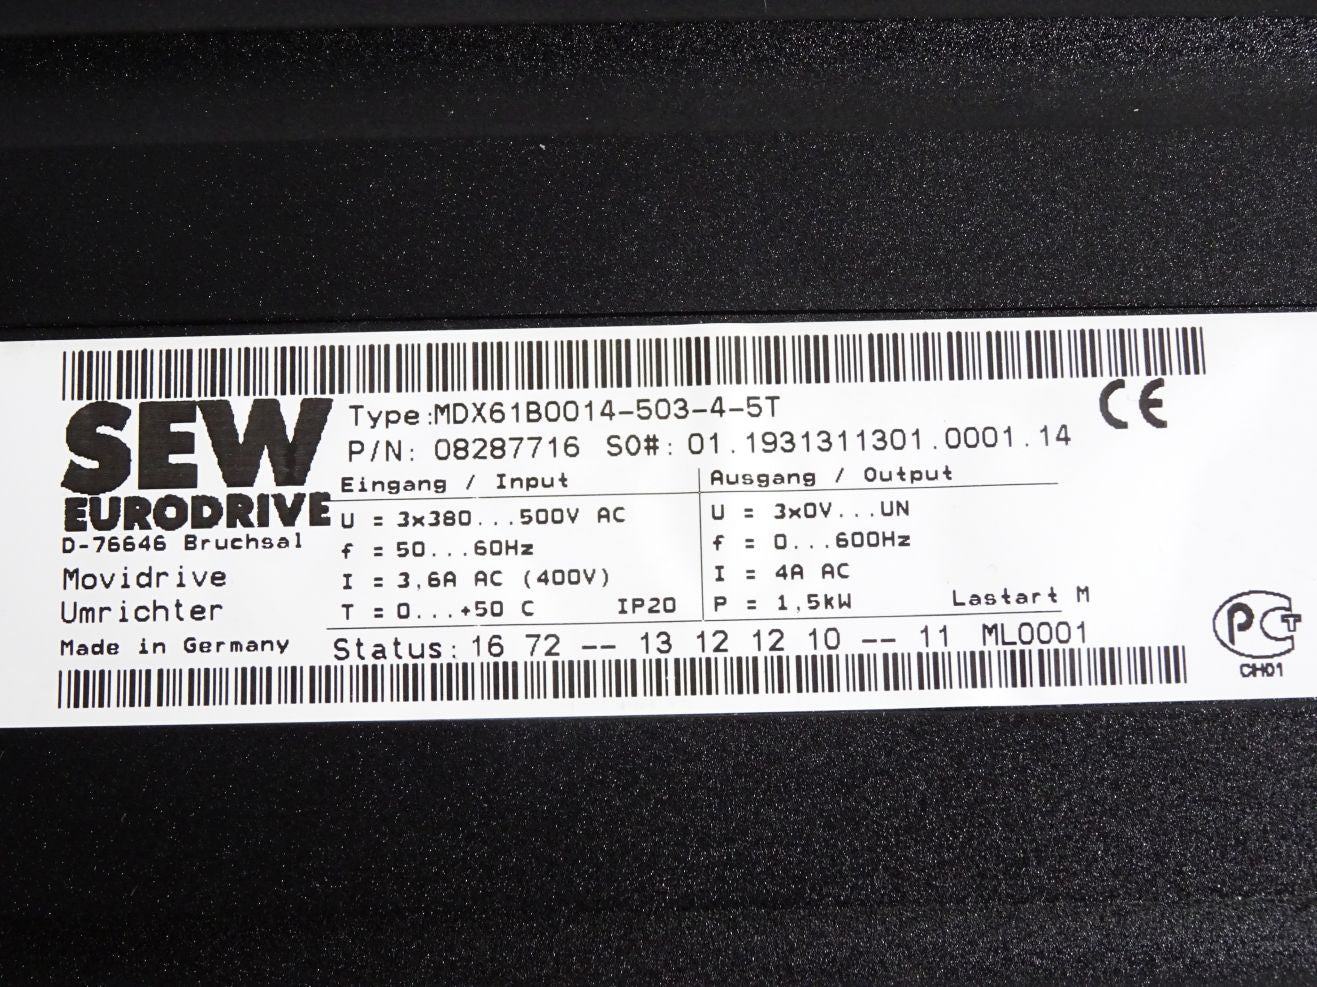 SEW
EURODRIVE
D-76646 Bruchsal
Movidrive
Umrichter
Made in Germany
Type:MDX61B0014-503-4-5T
P/N: 08287716 SO#: 01.1931311301.0001.14
Eingang / Input
U = 3x380...500V AC
f = 50...60Hz
I = 3,6A AC (400V)
T = 0...+50 C IP20
Ausgang / Output
U = 3x0V...UN
f = 0...600Hz
I = 4A AC
P = 1,5kW Lastart M
Status: 16 72 -- 13 12 12 10 -- 11 ML0001
CE
PCT
CH01